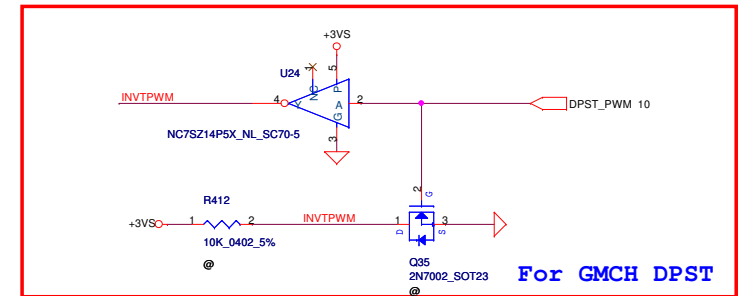 +3VS
U24
1
NC
5
P
INVTPWM
4
Y
A
2
DPST_PWM 10
G
3
NC7SZ14P5X_NL_SC70-5
R412
2
G
+3VS
1
2
INVTPWM
1
3
D
S
10K_0402_5%
@
Q35
2N7002_SOT23
@
For GMCH DPST